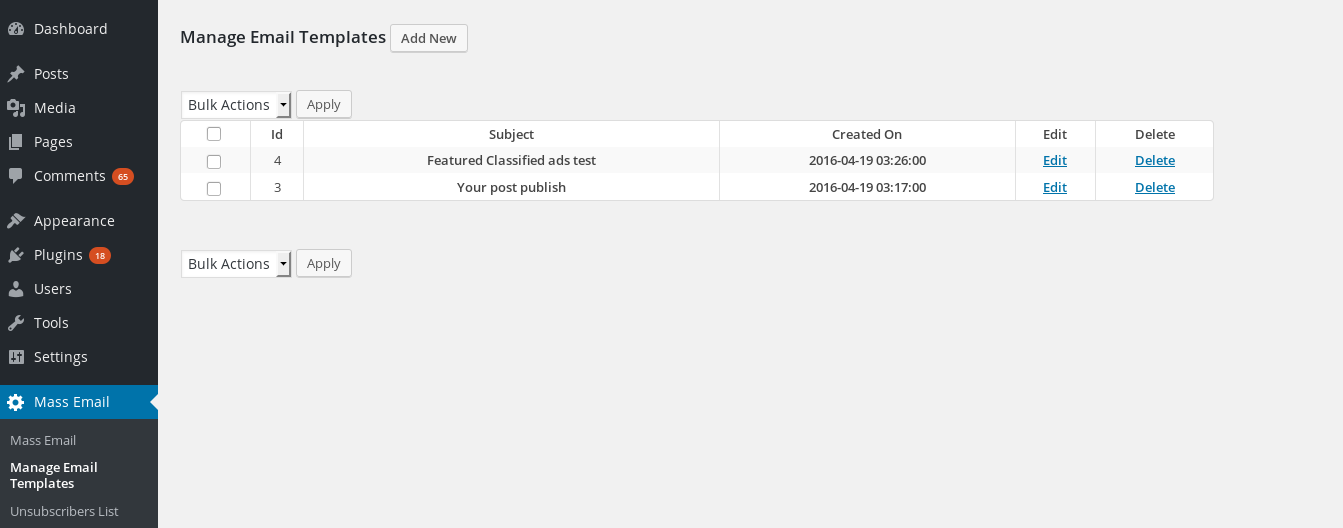 Dashboard
Posts
Media
Pages
Comments 65
Appearance
Plugins 18
Users
Tools
Settings
Mass Email
Mass Email
Manage Email
Templates
Unsubscribers List
Manage Email Templates Add New
Bulk Actions Apply
Id Subject Created On Edit Delete
4 Featured Classified ads test 2016-04-19 03:26:00 Edit Delete
3 Your post publish 2016-04-19 03:17:00 Edit Delete
Bulk Actions Apply